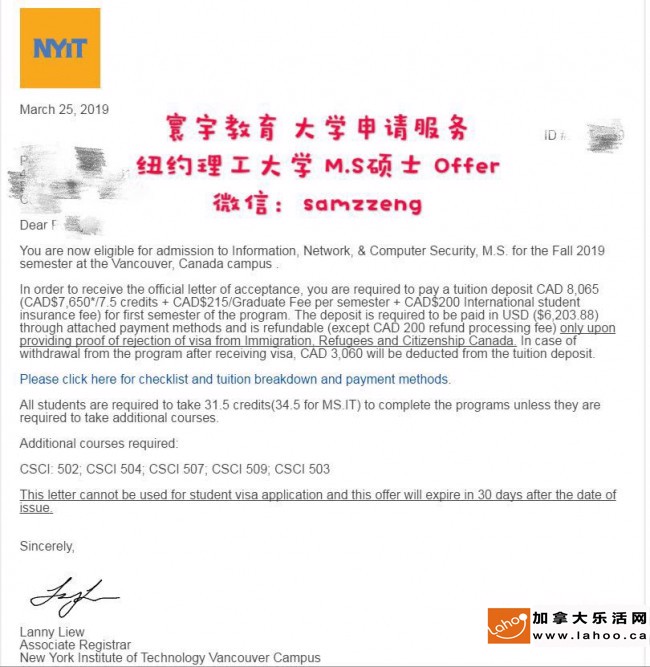 NYiT
March 25, 2019
寰宇教育 大学申请服务
ID
纽约理工大学 M.S硕士 Offer
微信: samzzeng
Dear
You are now eligible for admission to Information, Network, & Computer Security, M.S. for the Fall 2019
semester at the Vancouver, Canada campus .
In order to receive the official letter of acceptance, you are required to pay a tuition deposit CAD 8,065
(CAD$7,650*/7.5 credits + CAD$215/Graduate Fee per semester + CAD$200 International student
insurance fee) for first semester of the program. The deposit is required to be paid in USD ($6,203.88)
through attached payment methods and is refundable (except CAD 200 refund processing fee) only upon
providing proof of rejection of visa from Immigration, Refugees and Citizenship Canada. In case of
withdrawal from the program after receiving visa, CAD 3,060 will be deducted from the tuition deposit.
Please click here for checklist and tuition breakdown and payment methods.
All students are required to take 31.5 credits(34.5 for MS.IT) to complete the programs unless they are
required to take additional courses.
Additional courses required:
CSCI: 502; CSCI 504; CSCI 507; CSCI 509; CSCI 503
This letter cannot be used for student visa application and this offer will expire in 30 days after the date of
issue.
Sincerely,
Lanny Liew
Associate Registrar
New York Institute of Technology Vancouver Campus
Lahoo
加拿大乐活网
www.lahoo.ca